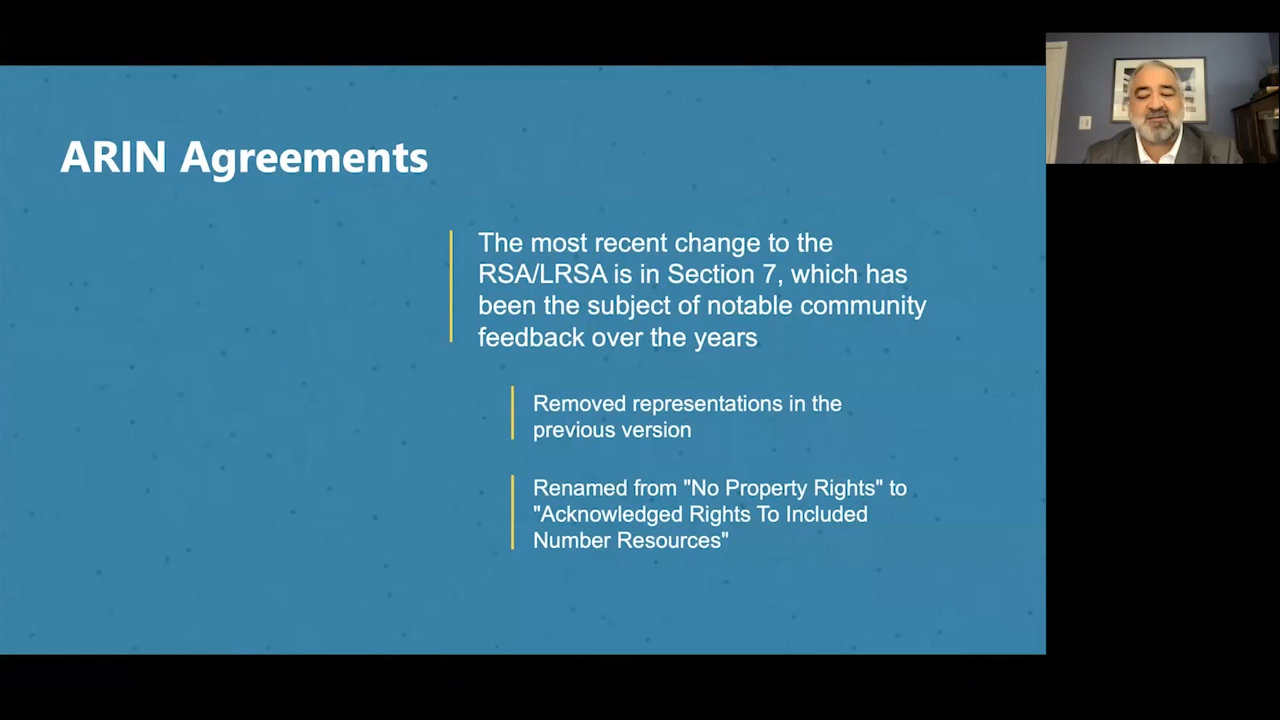 ARIN Agreements
The most recent change to the
RSA/LRSA is in Section 7, which has
been the subject of notable community
feedback over the years
Removed representations in the
previous version
Renamed from "No Property Rights" to
"Acknowledged Rights To Included
Number Resources"